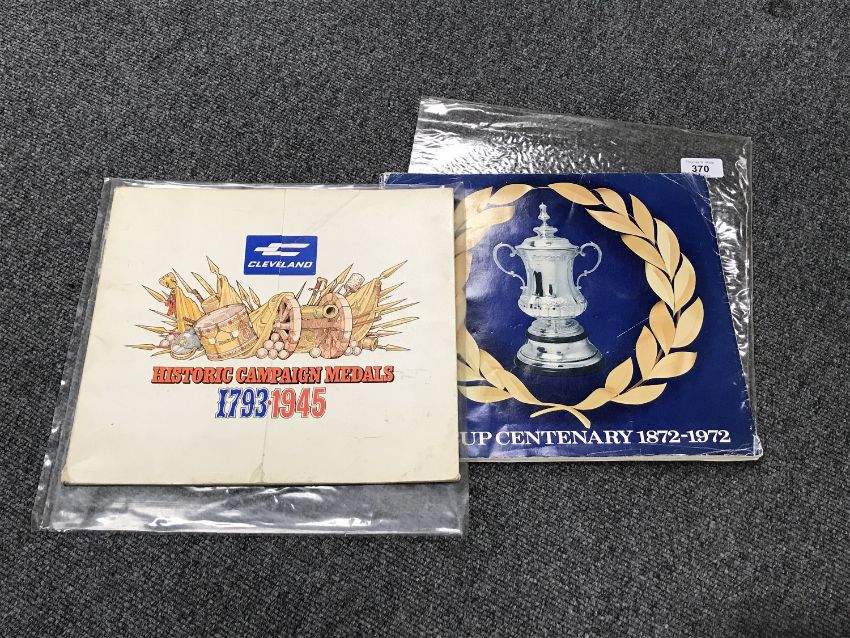 CLEVELAND
HISTORIC CAMPAIGN MEDALS
1793·1945
370
UP CENTENARY 1872-1972